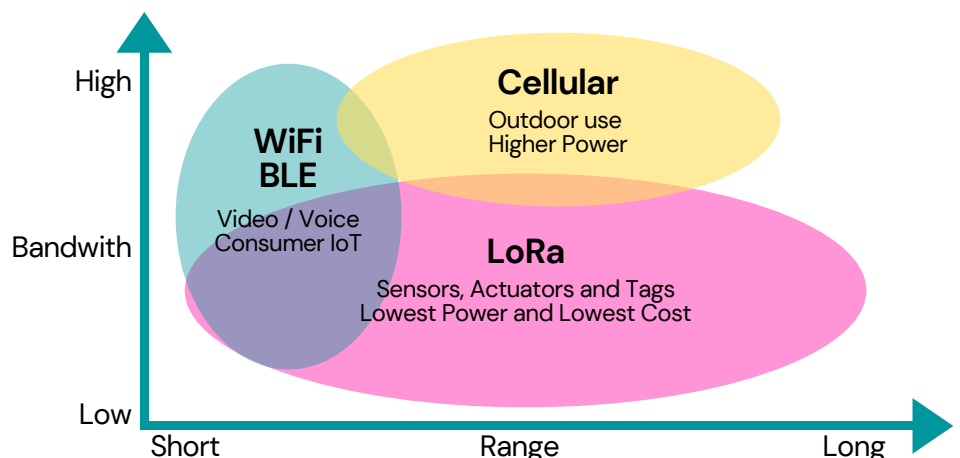 High
Bandwith
Low
WiFi
BLE
Video / Voice
Consumer IoT
Cellular
Outdoor use
Higher Power
LoRa
Sensors, Actuators and Tags
Lowest Power and Lowest Cost
Short
Range
Long